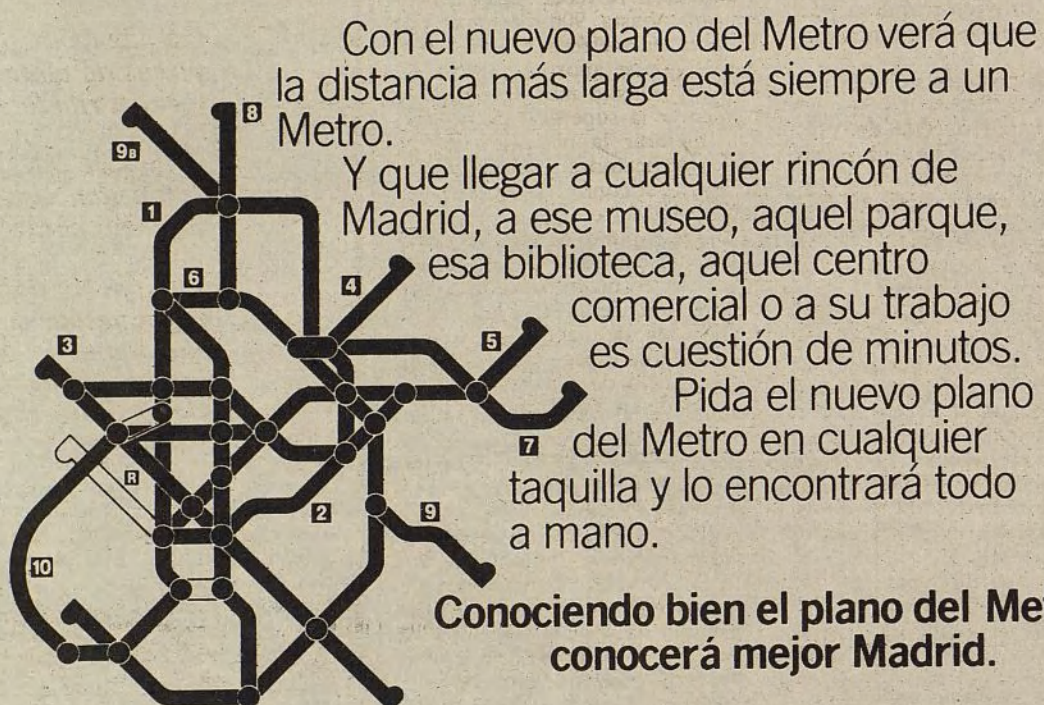 Con el nuevo plano del Metro verá que
la distancia más larga está siempre a un
Metro.
Y que llegar a cualquier rincón de
Madrid, a ese museo, aquel parque,
esa biblioteca, aquel centro
comercial o a su trabajo
es cuestión de minutos.
Pida el nuevo plano
del Metro en cualquier
taquilla y lo encontrará todo
a mano.
Conociendo bien el plano del Me
conocerá mejor Madrid.
8
9B
1
6
4
3
5
7
R
2
9
10